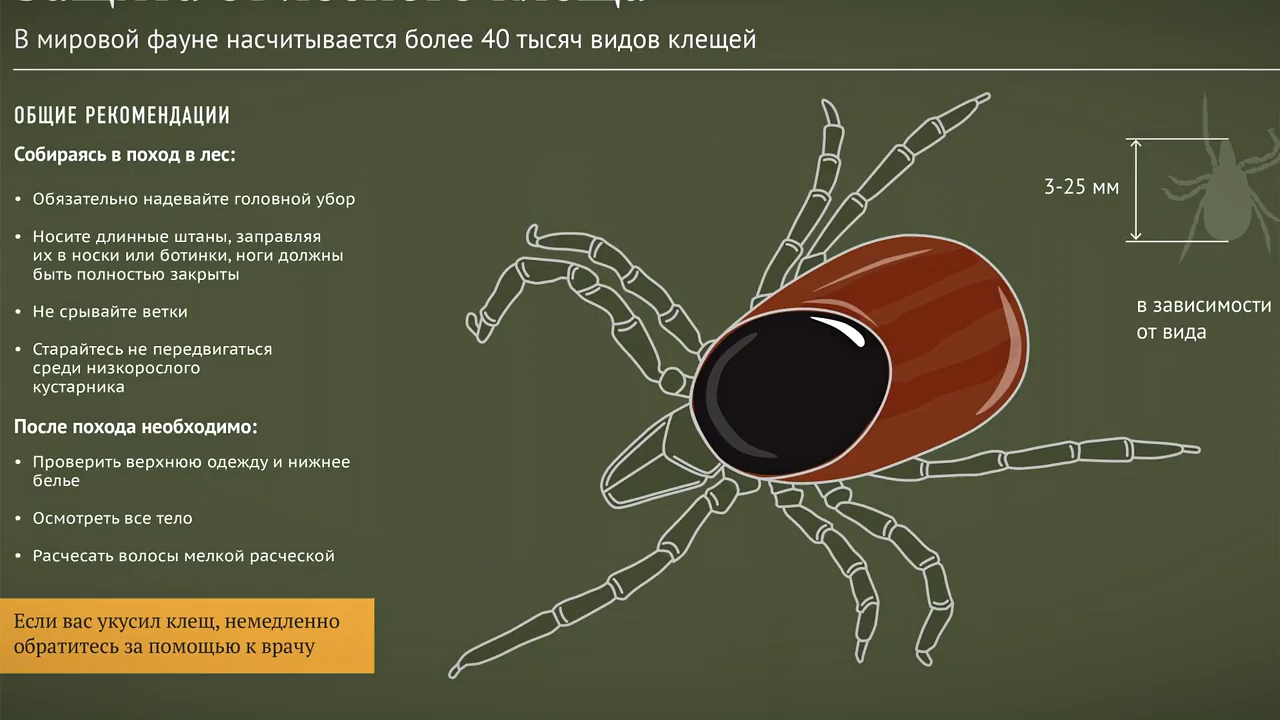 В мировой фауне насчитывается более 40 тысяч видов клещей
ОБЩИЕ РЕКОМЕНДАЦИИ
Собираясь в поход в лес:
• Обязательно надевайте головной убор
• Носите длинные штаны, заправляя
их в носки или ботинки, ноги должны
быть полностью закрыты
• Не срывайте ветки
• Старайтесь не передвигаться
среди низкорослого
кустарника
После похода необходимо:
• Проверить верхнюю одежду и нижнее
белье
• Осмотреть все тело
• Расчесать волосы мелкой расческой
Если вас укусил клещ, немедленно
обратитесь за помощью к врачу
3-25 мм
в зависимости
от вида